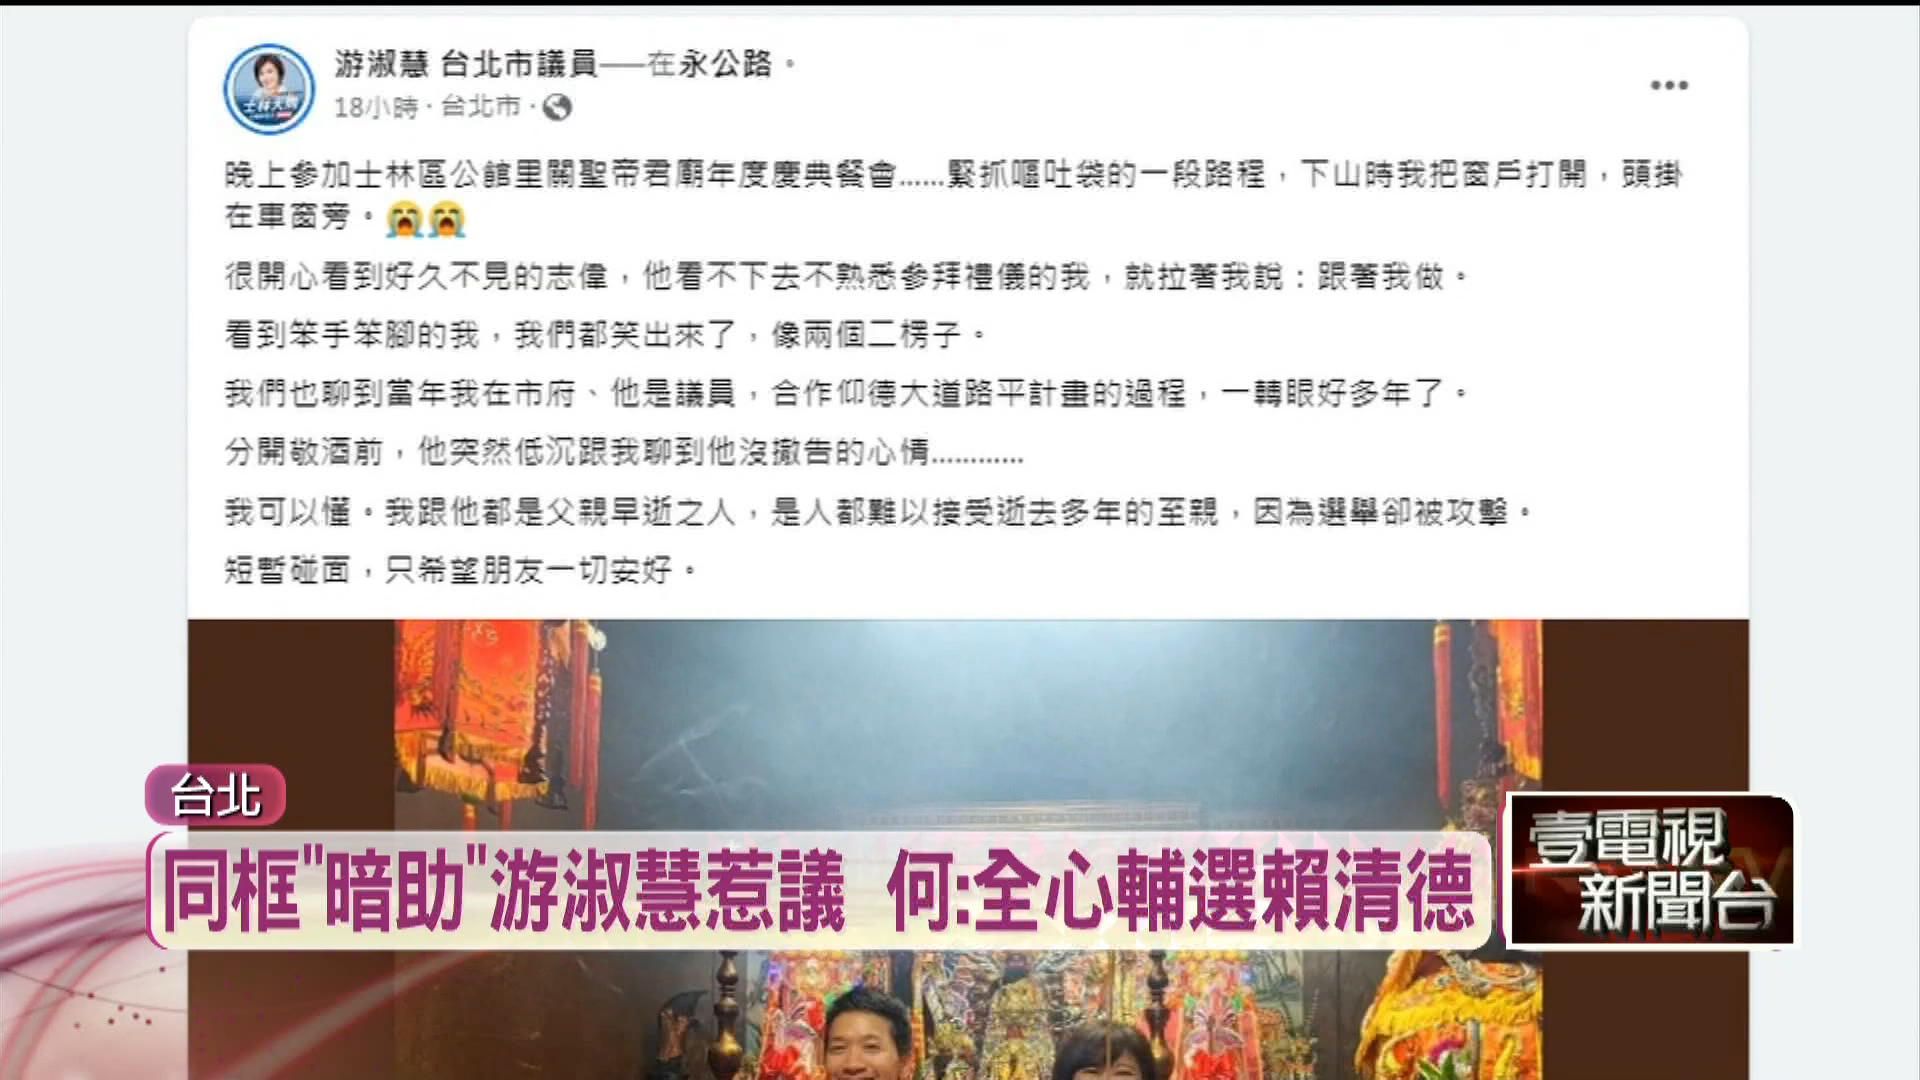 游淑慧 台北市議員──在永公路。
18小時 · 台北市 ·
晚上參加士林區公館里關聖帝君廟年度慶典餐會......緊抓嘔吐袋的一段路程，下山時我把窗戶打開，頭掛
在車窗旁。😭😭
很開心看到好久不見的志偉，他看不下去不熟悉參拜禮儀的我，就拉著我說：跟著我做。
看到笨手笨腳的我，我們都笑出來了，像兩個二楞子。
我們也聊到當年我在市府、他是議員，合作仰德大道路平計畫的過程，一轉眼好多年了。
分開敬酒前，他突然低沉跟我聊到他沒撤告的心情............
我可以懂。我跟他都是父親早逝之人，是人都難以接受逝去多年的至親，因為選舉卻被攻擊。
短暫碰面，只希望朋友一切安好。
台北
同框"暗助"游淑慧惹議 何:全心輔選賴清德
壹電視
新聞台